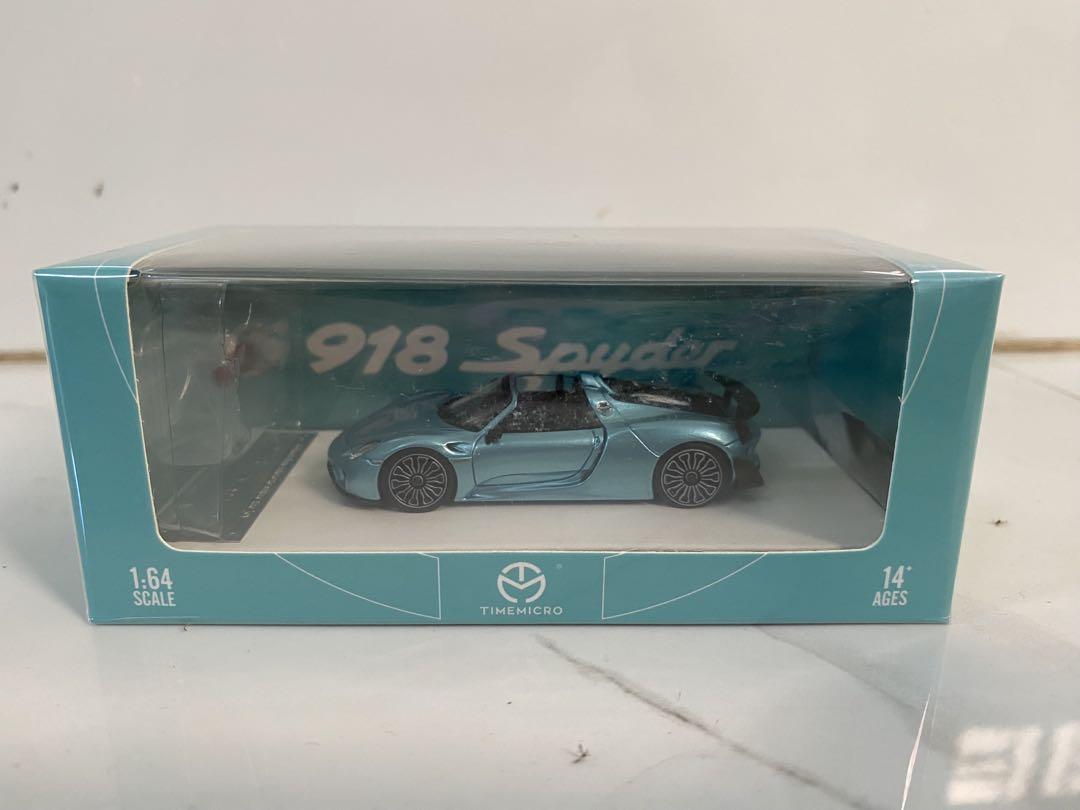 918 Spyder
1:64
SCALE
TIMEMICRO
14+
AGES